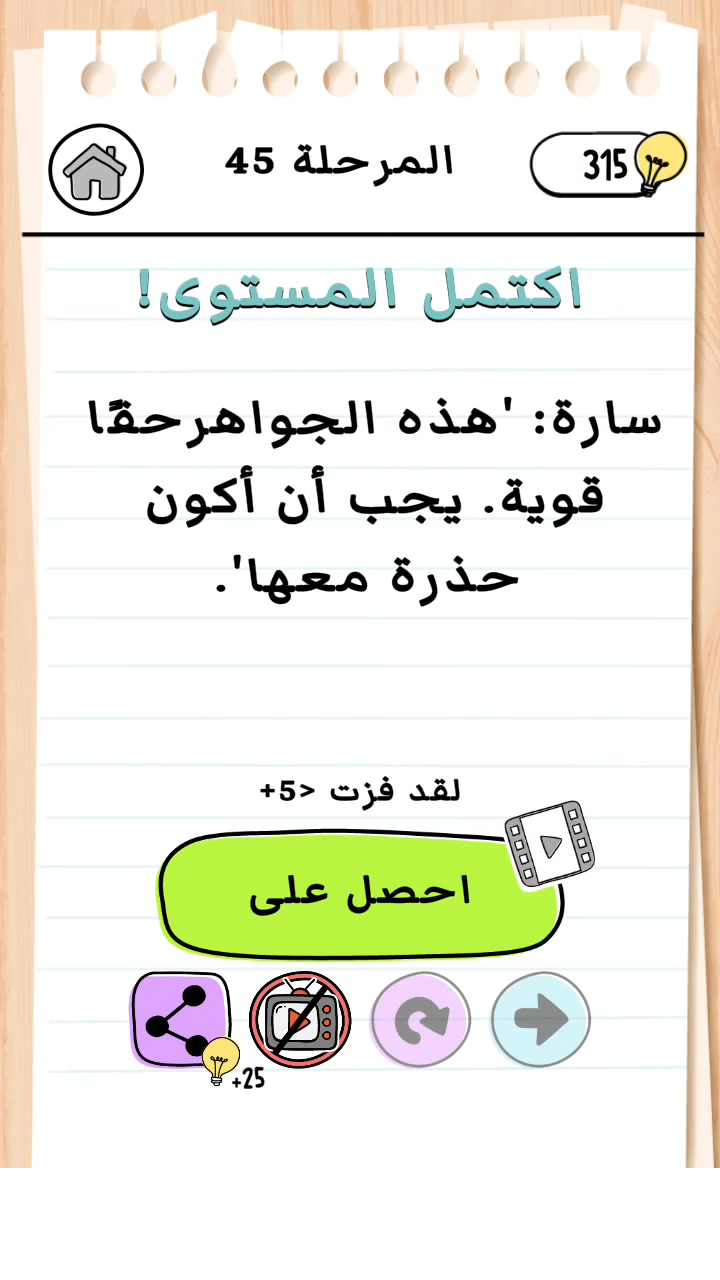 المرحلة 45
315
اكتمل المستوى!
سارة: 'هذه الجواهرحقًا
قوية. يجب أن أكون
حذرة معها'.
لقد فزت <5+
احصل على
+25